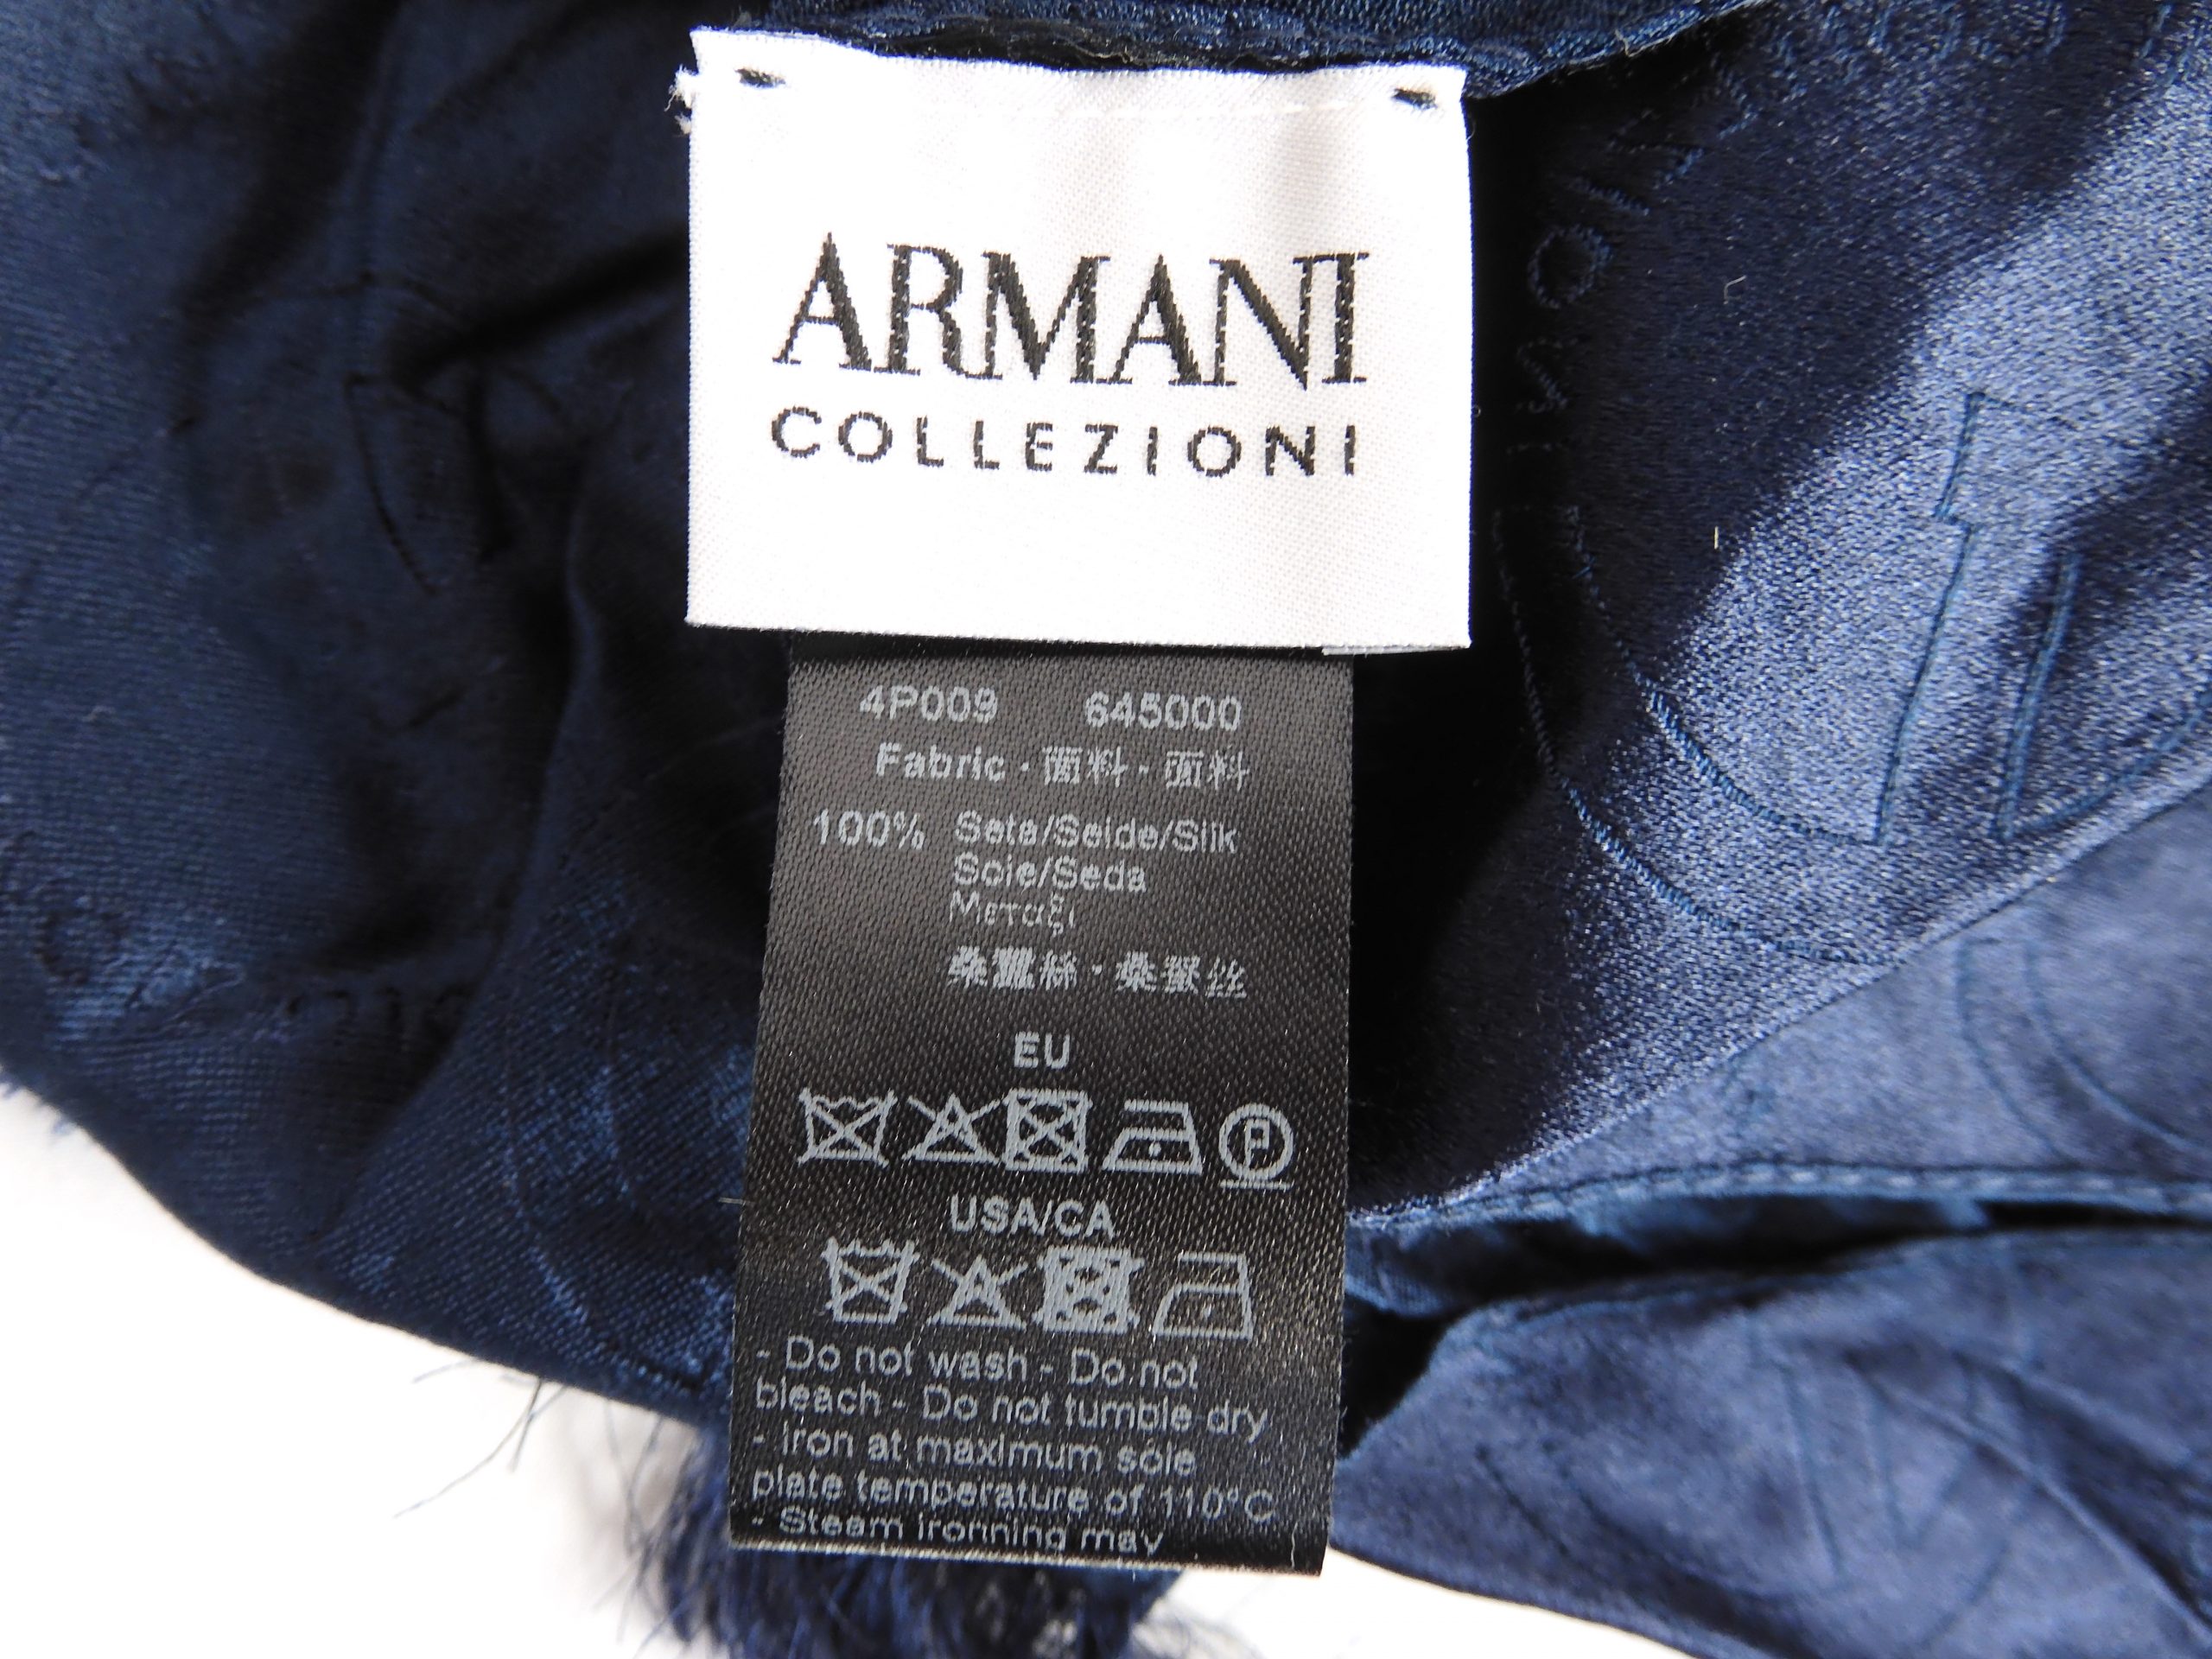 ARMANI
COLLEZIONI
4P009 645000
Fabric · 面料 · 面料
100% Seta/Seide/Silk
Soie/Seda
Μεταξι
桑蠶絲 · 桑蚕丝
EU
P
USA/CA
- Do not wash - Do not
bleach - Do not tumble dry
- Iron at maximum sole
plate temperature of 110°C
- Steam ironning may